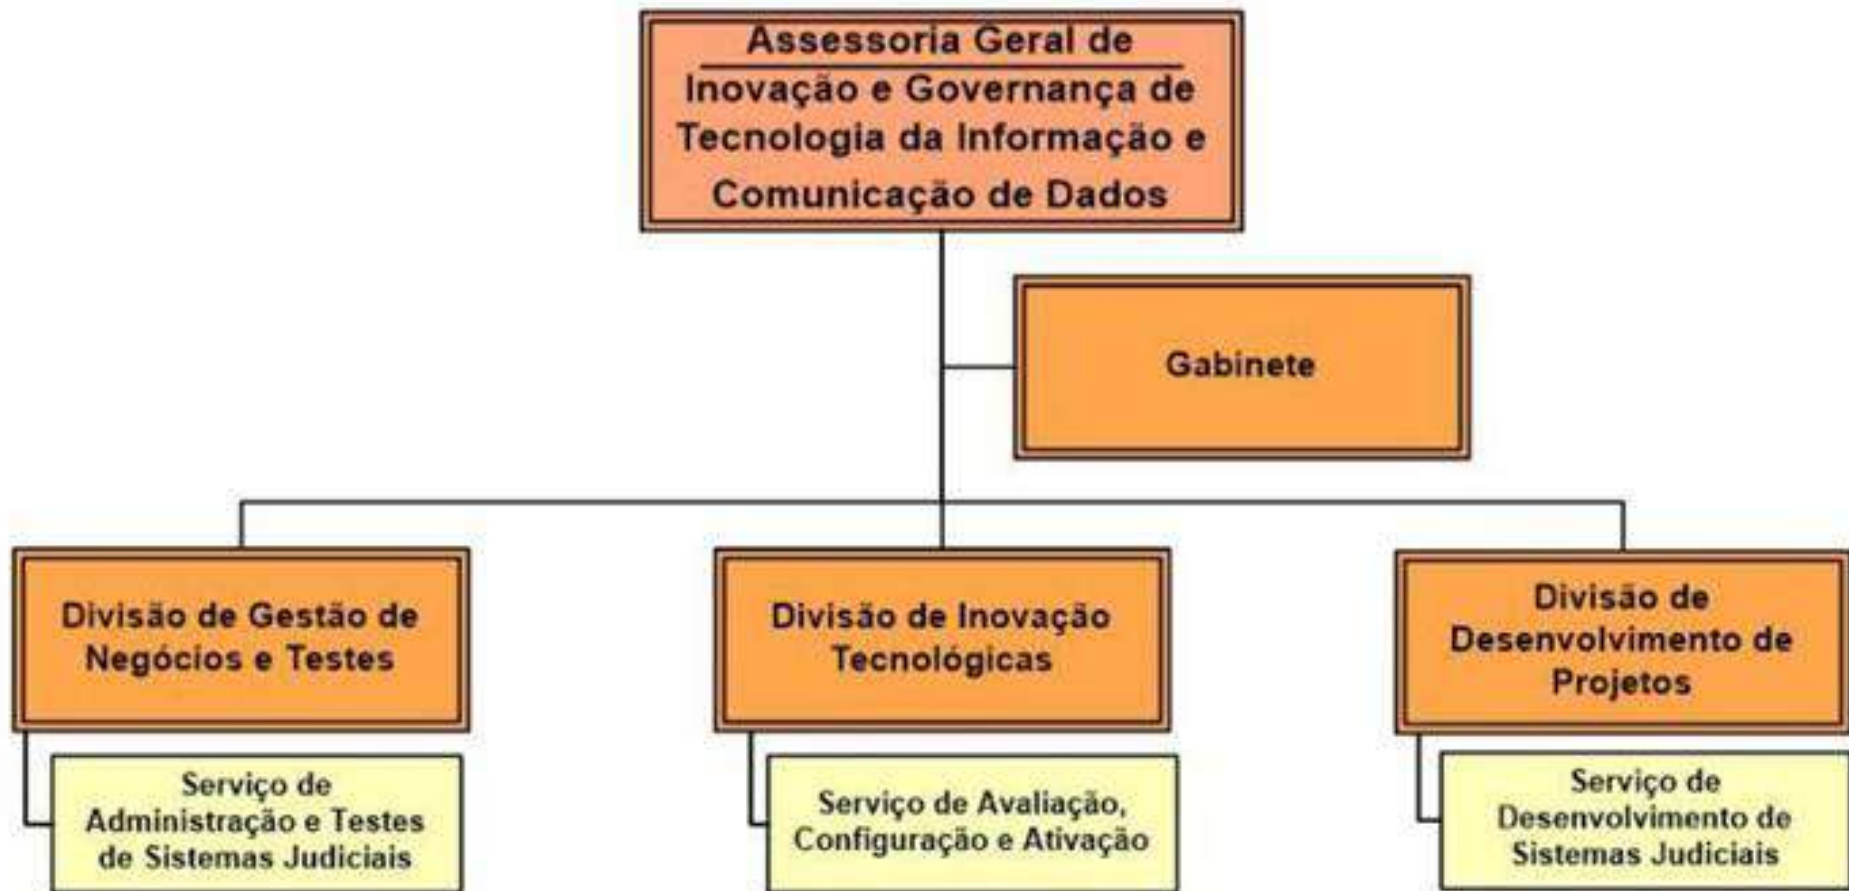 Assessoria Geral de
Inovação e Governança de
Tecnologia da Informação e
Comunicação de Dados
Gabinete
Divisão de Gestão de
Negócios e Testes
Divisão de Inovação
Tecnológicas
Divisão de
Desenvolvimento de
Projetos
Serviço de
Administração e Testes
de Sistemas Judiciais
Serviço de Avaliação,
Configuração e Ativação
Serviço de
Desenvolvimento de
Sistemas Judiciais